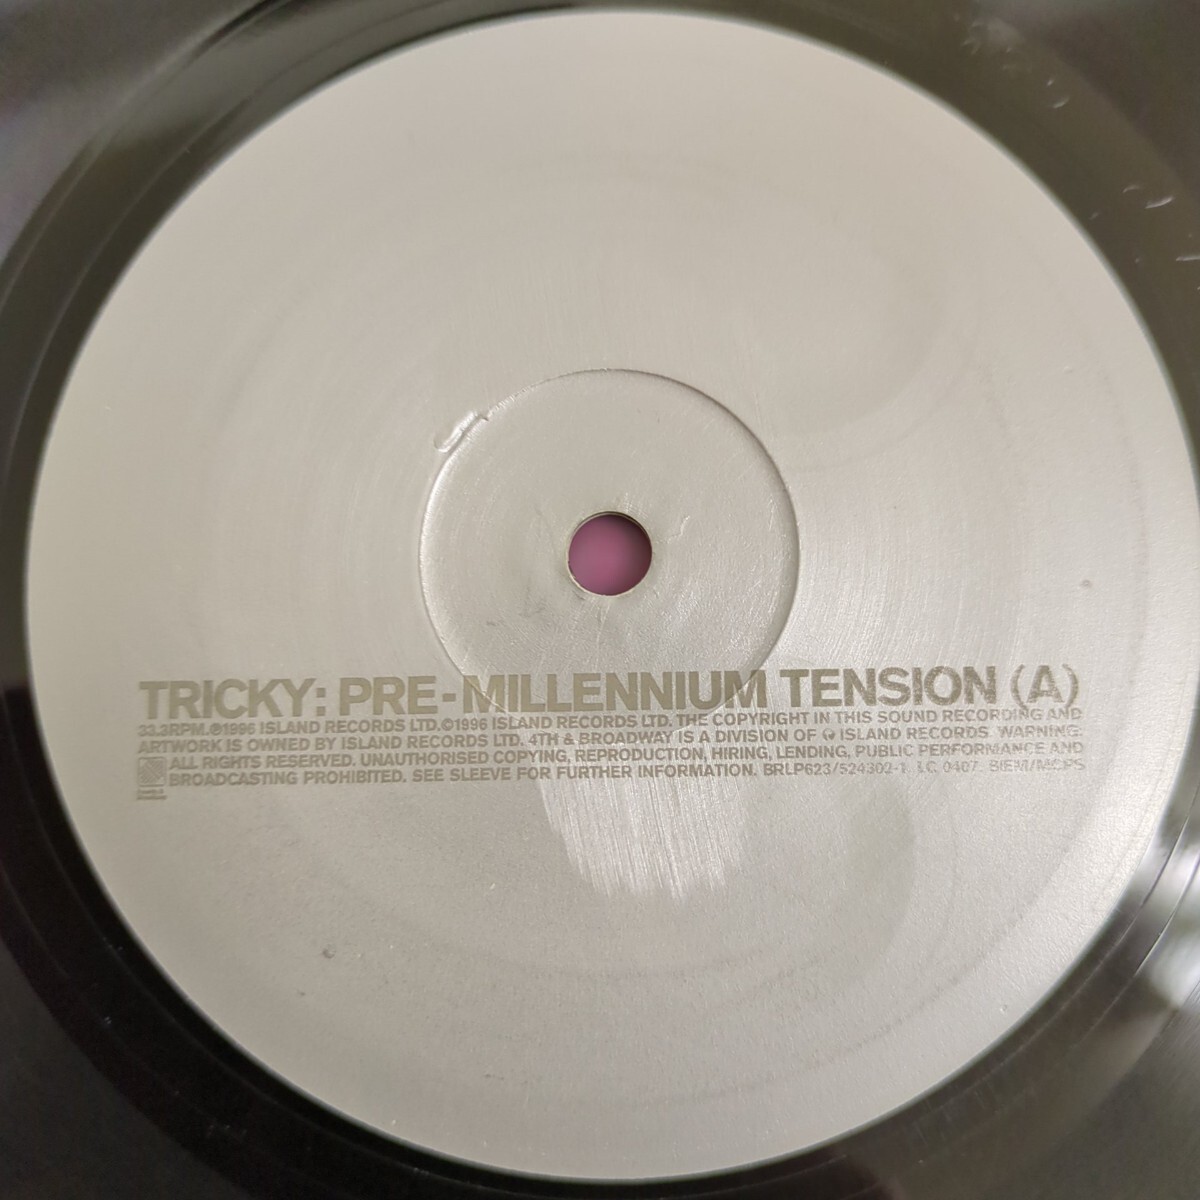 TRICKY: PRE-MILLENNIUM TENSION (A)
33.3RPM.℗1996 ISLAND RECORDS LTD.©1996 ISLAND RECORDS LTD. THE COPYRIGHT IN THIS SOUND RECORDING AND
ARTWORK IS OWNED BY ISLAND RECORDS LTD. 4TH & BROADWAY IS A DIVISION OF ISLAND RECORDS. WARNING.
ALL RIGHTS RESERVED. UNAUTHORISED COPYING, REPRODUCTION, HIRING, LENDING, PUBLIC PERFORMANCE AND
BROADCASTING PROHIBITED. SEE SLEEVE FOR FURTHER INFORMATION. BRLP623/524302-1. LC 0407. BIEM/MCPS